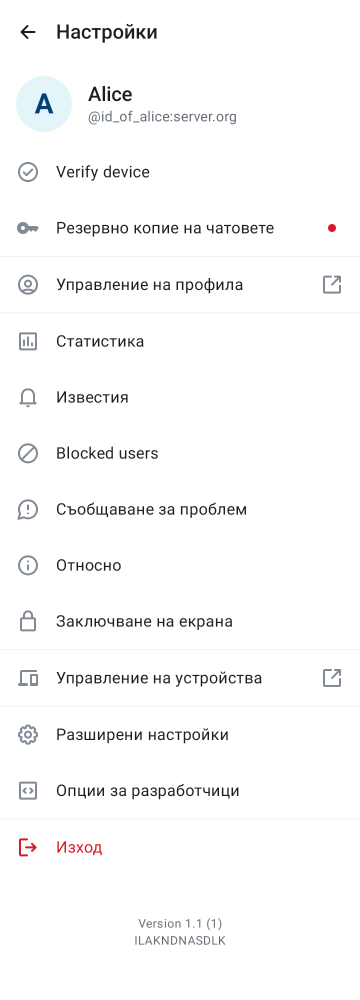 Настройки
A
Alice
@id_of_alice:server.org
Verify device
Резервно копие на чатовете
Управление на профила
Статистика
Известия
Blocked users
Съобщаване за проблем
Относно
Заключване на екрана
Управление на устройства
Разширени настройки
Опции за разработчици
Изход
Version 1.1 (1)
ILAKNDNASDLK